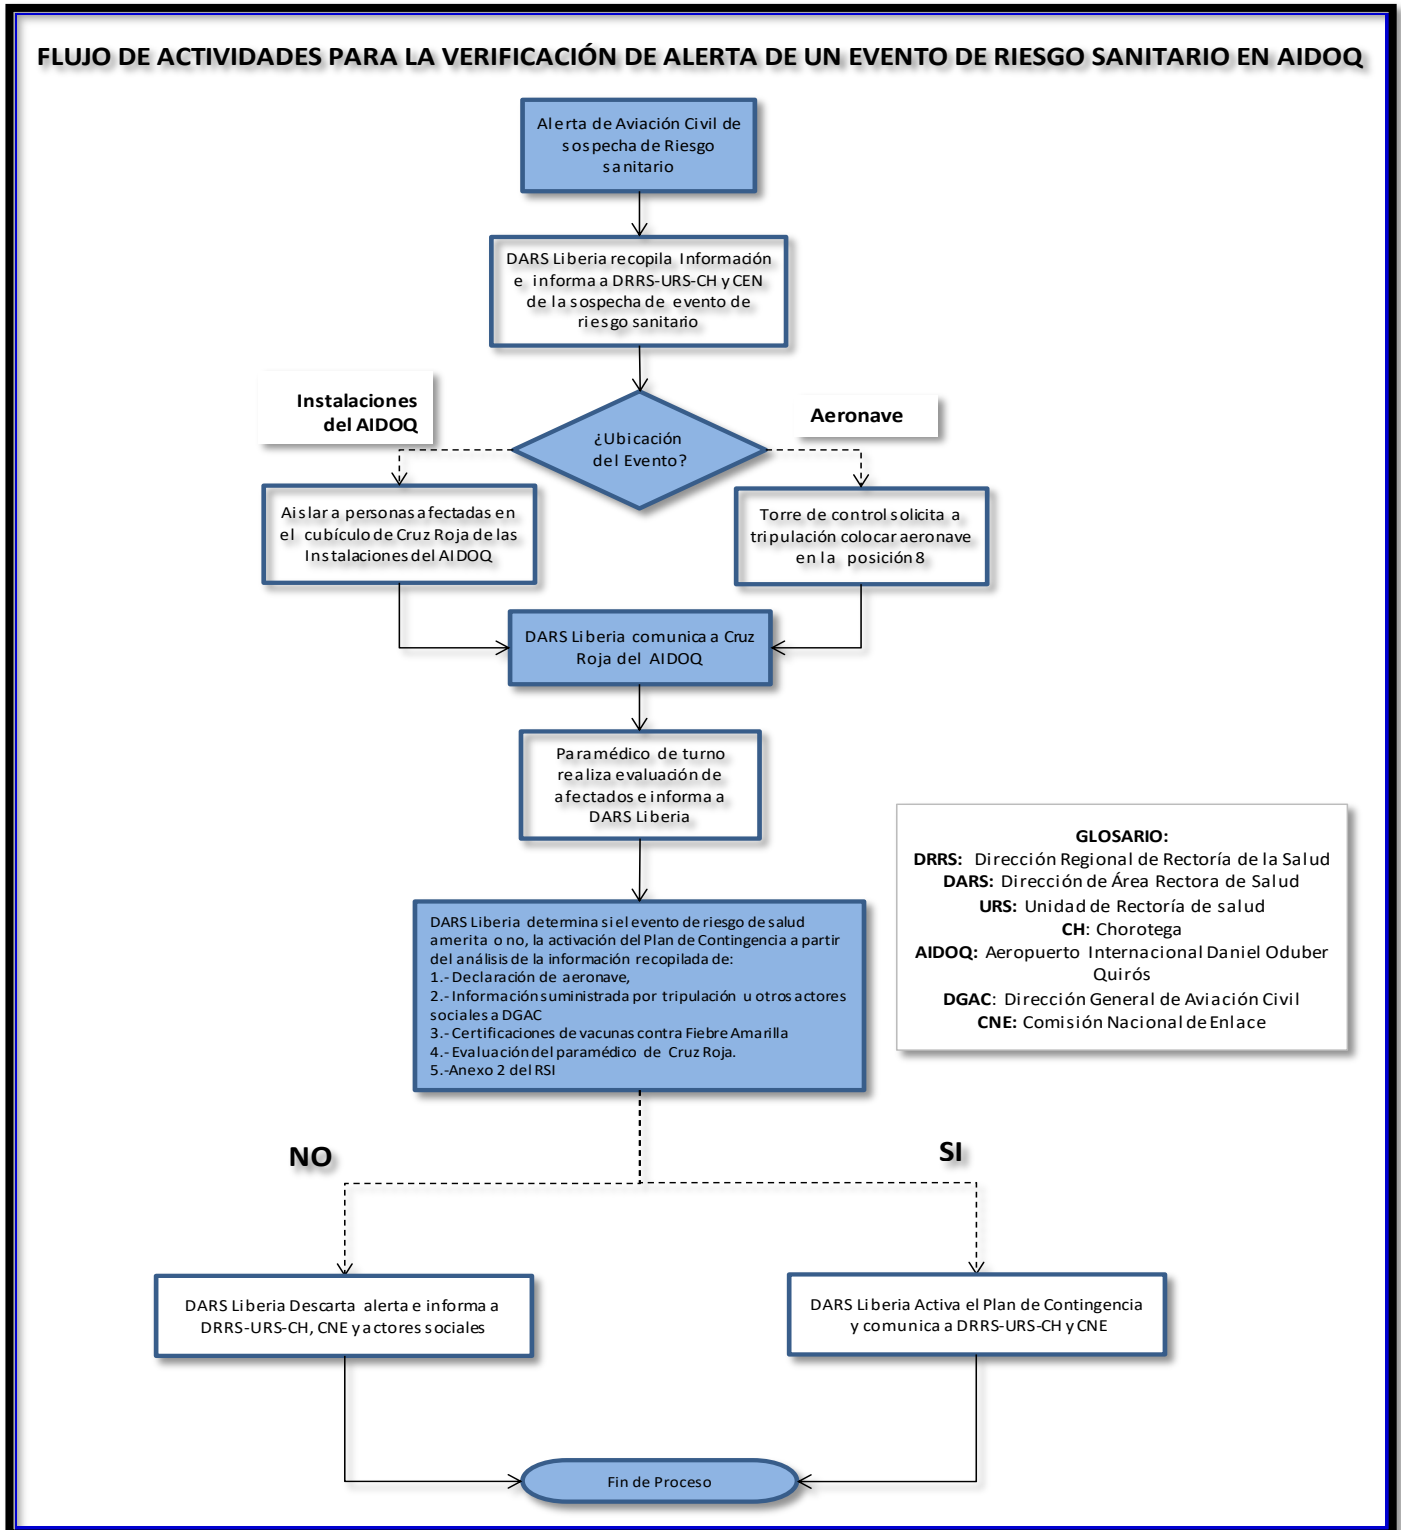 FLUJO DE ACTIVIDADES PARA LA VERIFICACIÓN DE ALERTA DE UN EVENTO DE RIESGO SANITARIO EN AIDOQ
Alerta de Aviación Civil de
sospecha de Riesgo
sanitario
DARS Liberia recopila Información
e informa a DRRS-URS-CH y CEN
de la sospecha de evento de
riesgo sanitario
Instalaciones
del AIDOQ
¿Ubicación
del Evento?
Aeronave
Aislar a personas afectadas en
el cubículo de Cruz Roja de las
Instalaciones del AIDOQ
Torre de control solicita a
tripulación colocar aeronave
en la posición 8
DARS Liberia comunica a Cruz
Roja del AIDOQ
Paramédico de turno
realiza evaluación de
afectados e informa a
DARS Liberia
GLOSARIO:
DRRS: Dirección Regional de Rectoría de la Salud
DARS: Dirección de Área Rectora de Salud
URS: Unidad de Rectoría de salud
CH: Chorotega
AIDOQ: Aeropuerto Internacional Daniel Oduber
Quirós
DGAC: Dirección General de Aviación Civil
CNE: Comisión Nacional de Enlace
DARS Liberia determina si el evento de riesgo de salud
amerita o no, la activación del Plan de Contingencia a partir
del análisis de la información recopilada de:
1.- Declaración de aeronave,
2.- Información suministrada por tripulación u otros actores
sociales a DGAC
3.- Certificaciones de vacunas contra Fiebre Amarilla
4.- Evaluación del paramédico de Cruz Roja.
5.-Anexo 2 del RSI
NO
SI
DARS Liberia Descarta alerta e informa a
DRRS-URS-CH, CNE y actores sociales
DARS Liberia Activa el Plan de Contingencia
y comunica a DRRS-URS-CH y CNE
Fin de Proceso